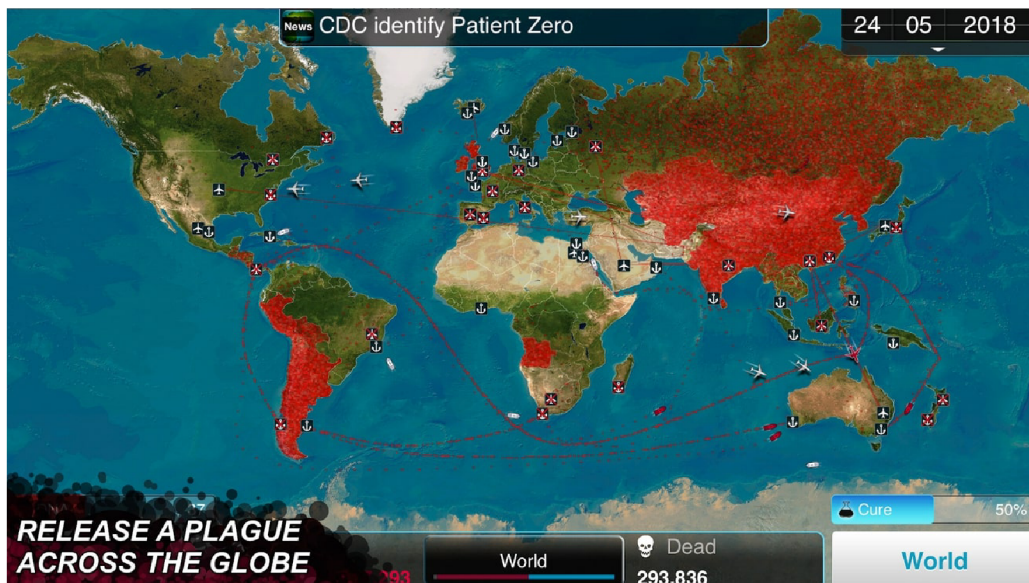 News CDC identify Patient Zero
24 05 2018
RELEASE A PLAGUE
ACROSS THE GLOBE
World
Dead
293.836
Cure 50%
World